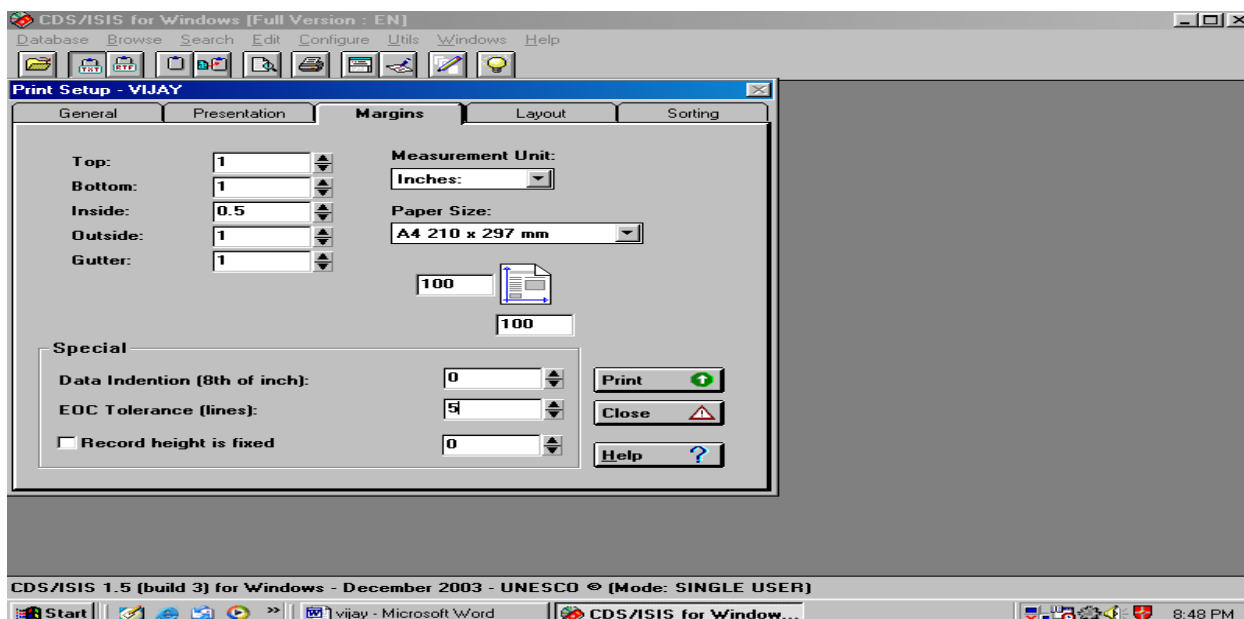 CDS/ISIS for Windows [Full Version : EN]
Database Browse Search Edit Configure Utils Windows Help
TXT RTF
Print Setup - VIJAY
General Presentation Margins Layout Sorting
Top: 1 Measurement Unit:
Bottom: 1 Inches:
Inside: 0.5 Paper Size:
Outside: 1 A4 210 x 297 mm
Gutter: 1
100
100
Special
Data Indention (8th of inch): 0 Print
EOC Tolerance (lines): 5 Close
Record height is fixed 0 Help ?
CDS/ISIS 1.5 (build 3) for Windows - December 2003 - UNESCO © (Mode: SINGLE USER)
Start » vijay - Microsoft Word CDS/ISIS for Window... 8:48 PM